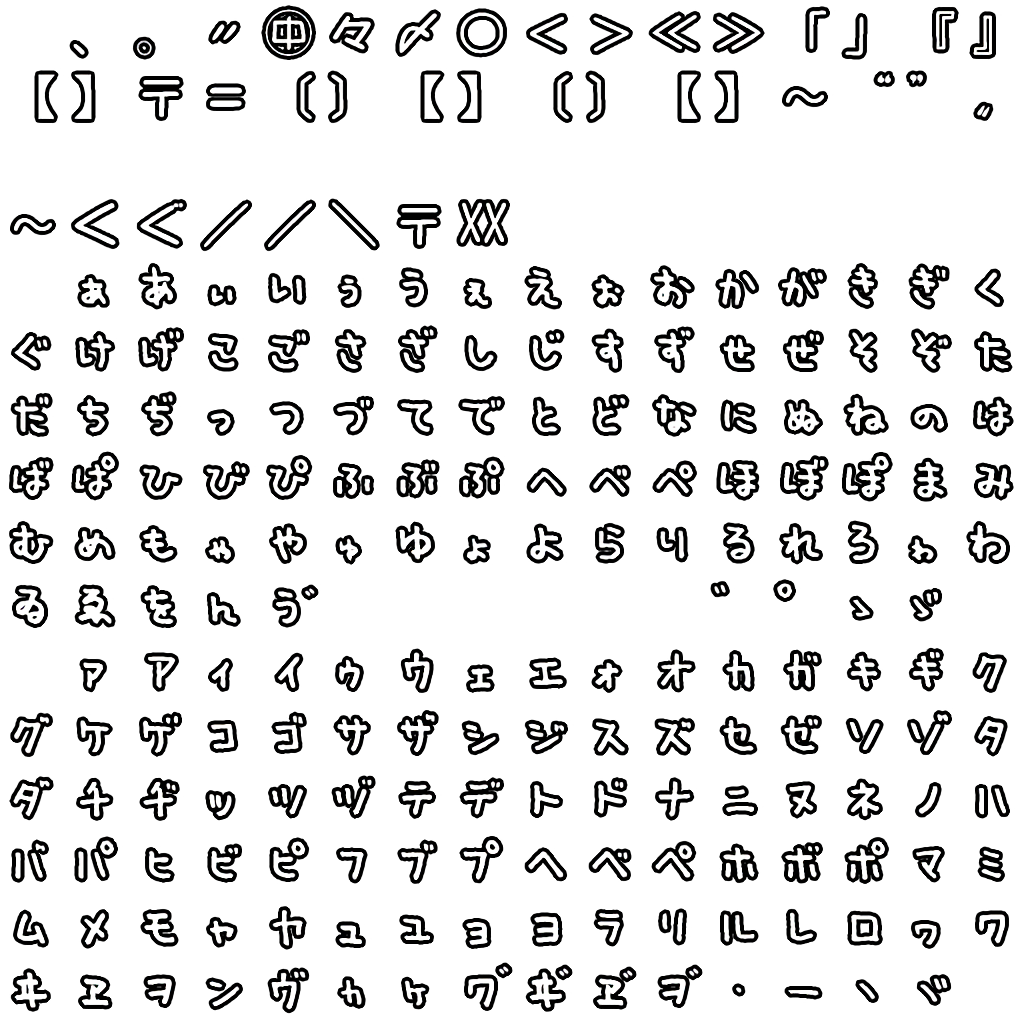 、。〃㊥々〆〇〈〉《》「」『』
【】〒＝〔〕【】〔〕【】～〝〞〟
～〱〲〳／＼〒〼
ぁあぃいぅうぇえぉおかがきぎく
ぐけげこごさざしじすずせぜそぞた
だちぢっつづてでとどなにぬねのは
ばぱひびぴふぶぷへべぺほぼぽまみ
むめもゃやゅゆょよらりるれろゎわ
ゐゑをんゔ゛゜ゝゞ
ァアィイゥウェエォオカガキギク
グケゲコゴサザシジスズセゼソゾタ
ダチヂッツヅテデトドナニヌネノハ
バパヒビピフブプヘベペホボポマミ
ムメモャヤュユョヨラリルレロヮワ
ヰヱヲンヴヵヶヷヸヹヺ・ーヽヾ